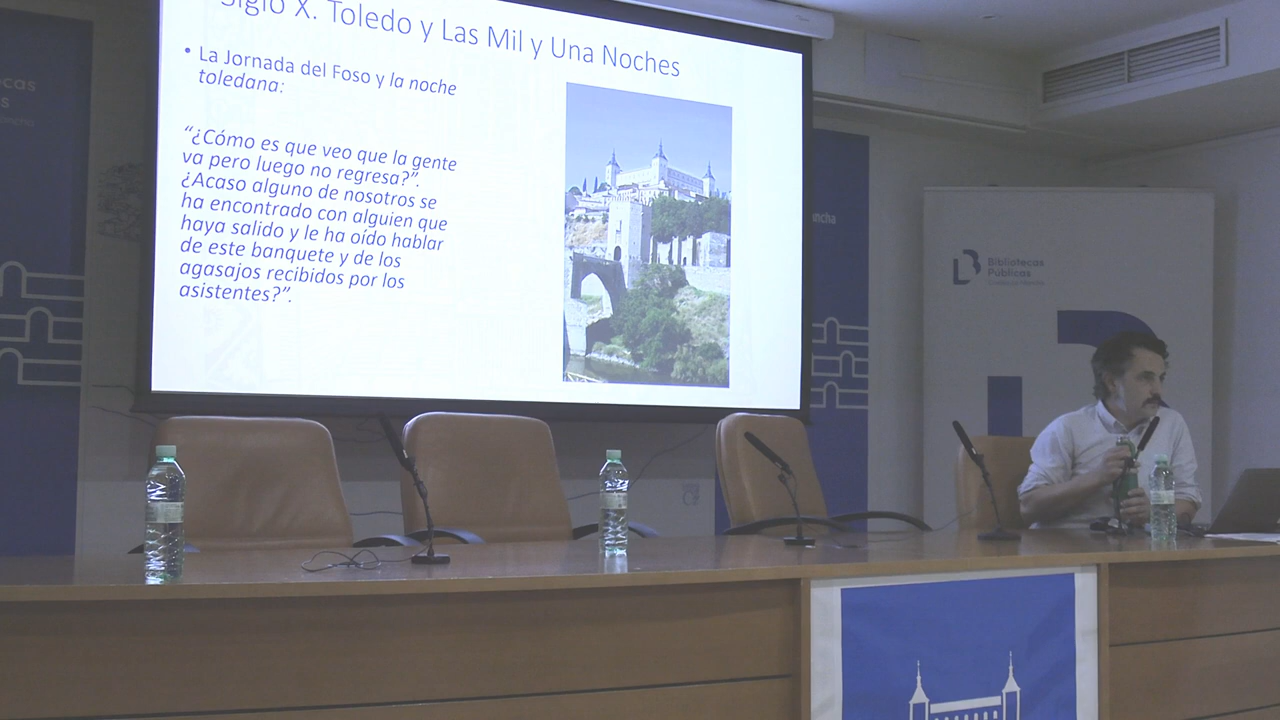 Siglo X. Toledo y Las Mil y Una Noches
• La Jornada del Foso y la noche
toledana:
“¿Cómo es que veo que la gente
va pero luego no regresa?”.
¿Acaso alguno de nosotros se
ha encontrado con alguien que
haya salido y le ha oído hablar
de este banquete y de los
agasajos recibidos por los
asistentes?”.
Bibliotecas
Públicas